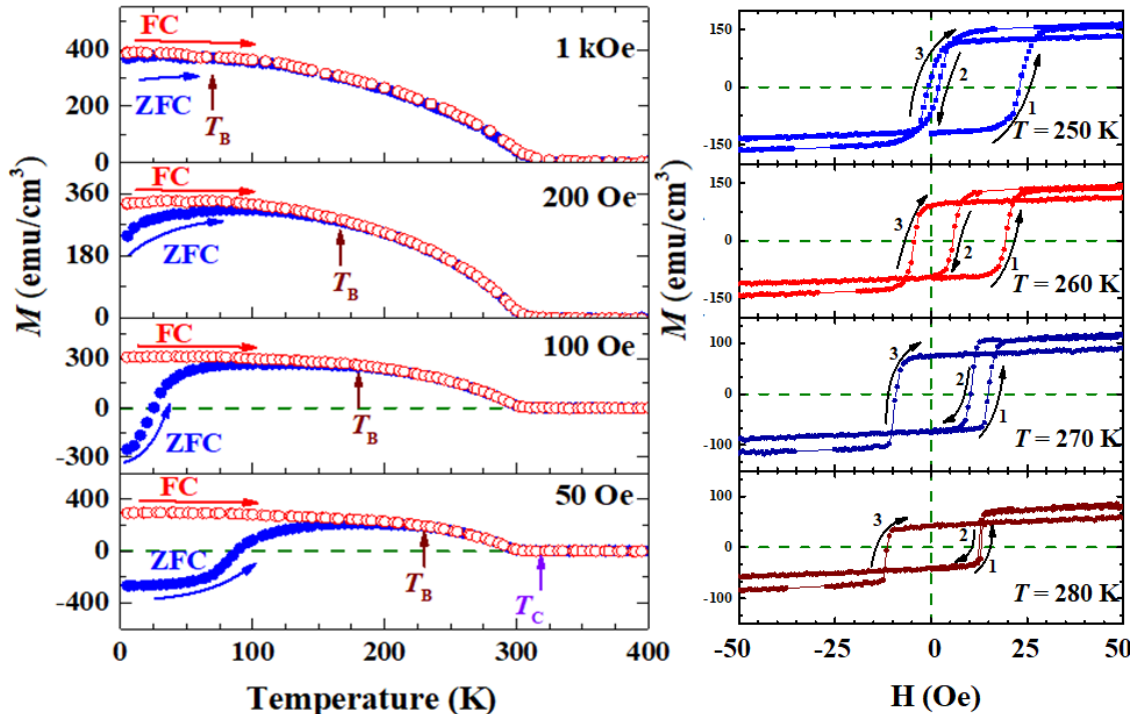 FC
1 kOe
ZFC
T_B
400
200
0
FC
200 Oe
ZFC
T_B
360
180
0
FC
100 Oe
ZFC
T_B
300
0
-300
FC
50 Oe
ZFC
T_B
T_C
400
0
-400
M (emu/cm³)
0 100 200 300 400
Temperature (K)
150
0
-150
3
2
1
T = 250 K
150
0
-150
3
2
1
T = 260 K
100
0
-100
3
2
1
T = 270 K
100
0
-100
3
2
1
T = 280 K
M (emu/cm³)
-50 -25 0 25 50
H (Oe)